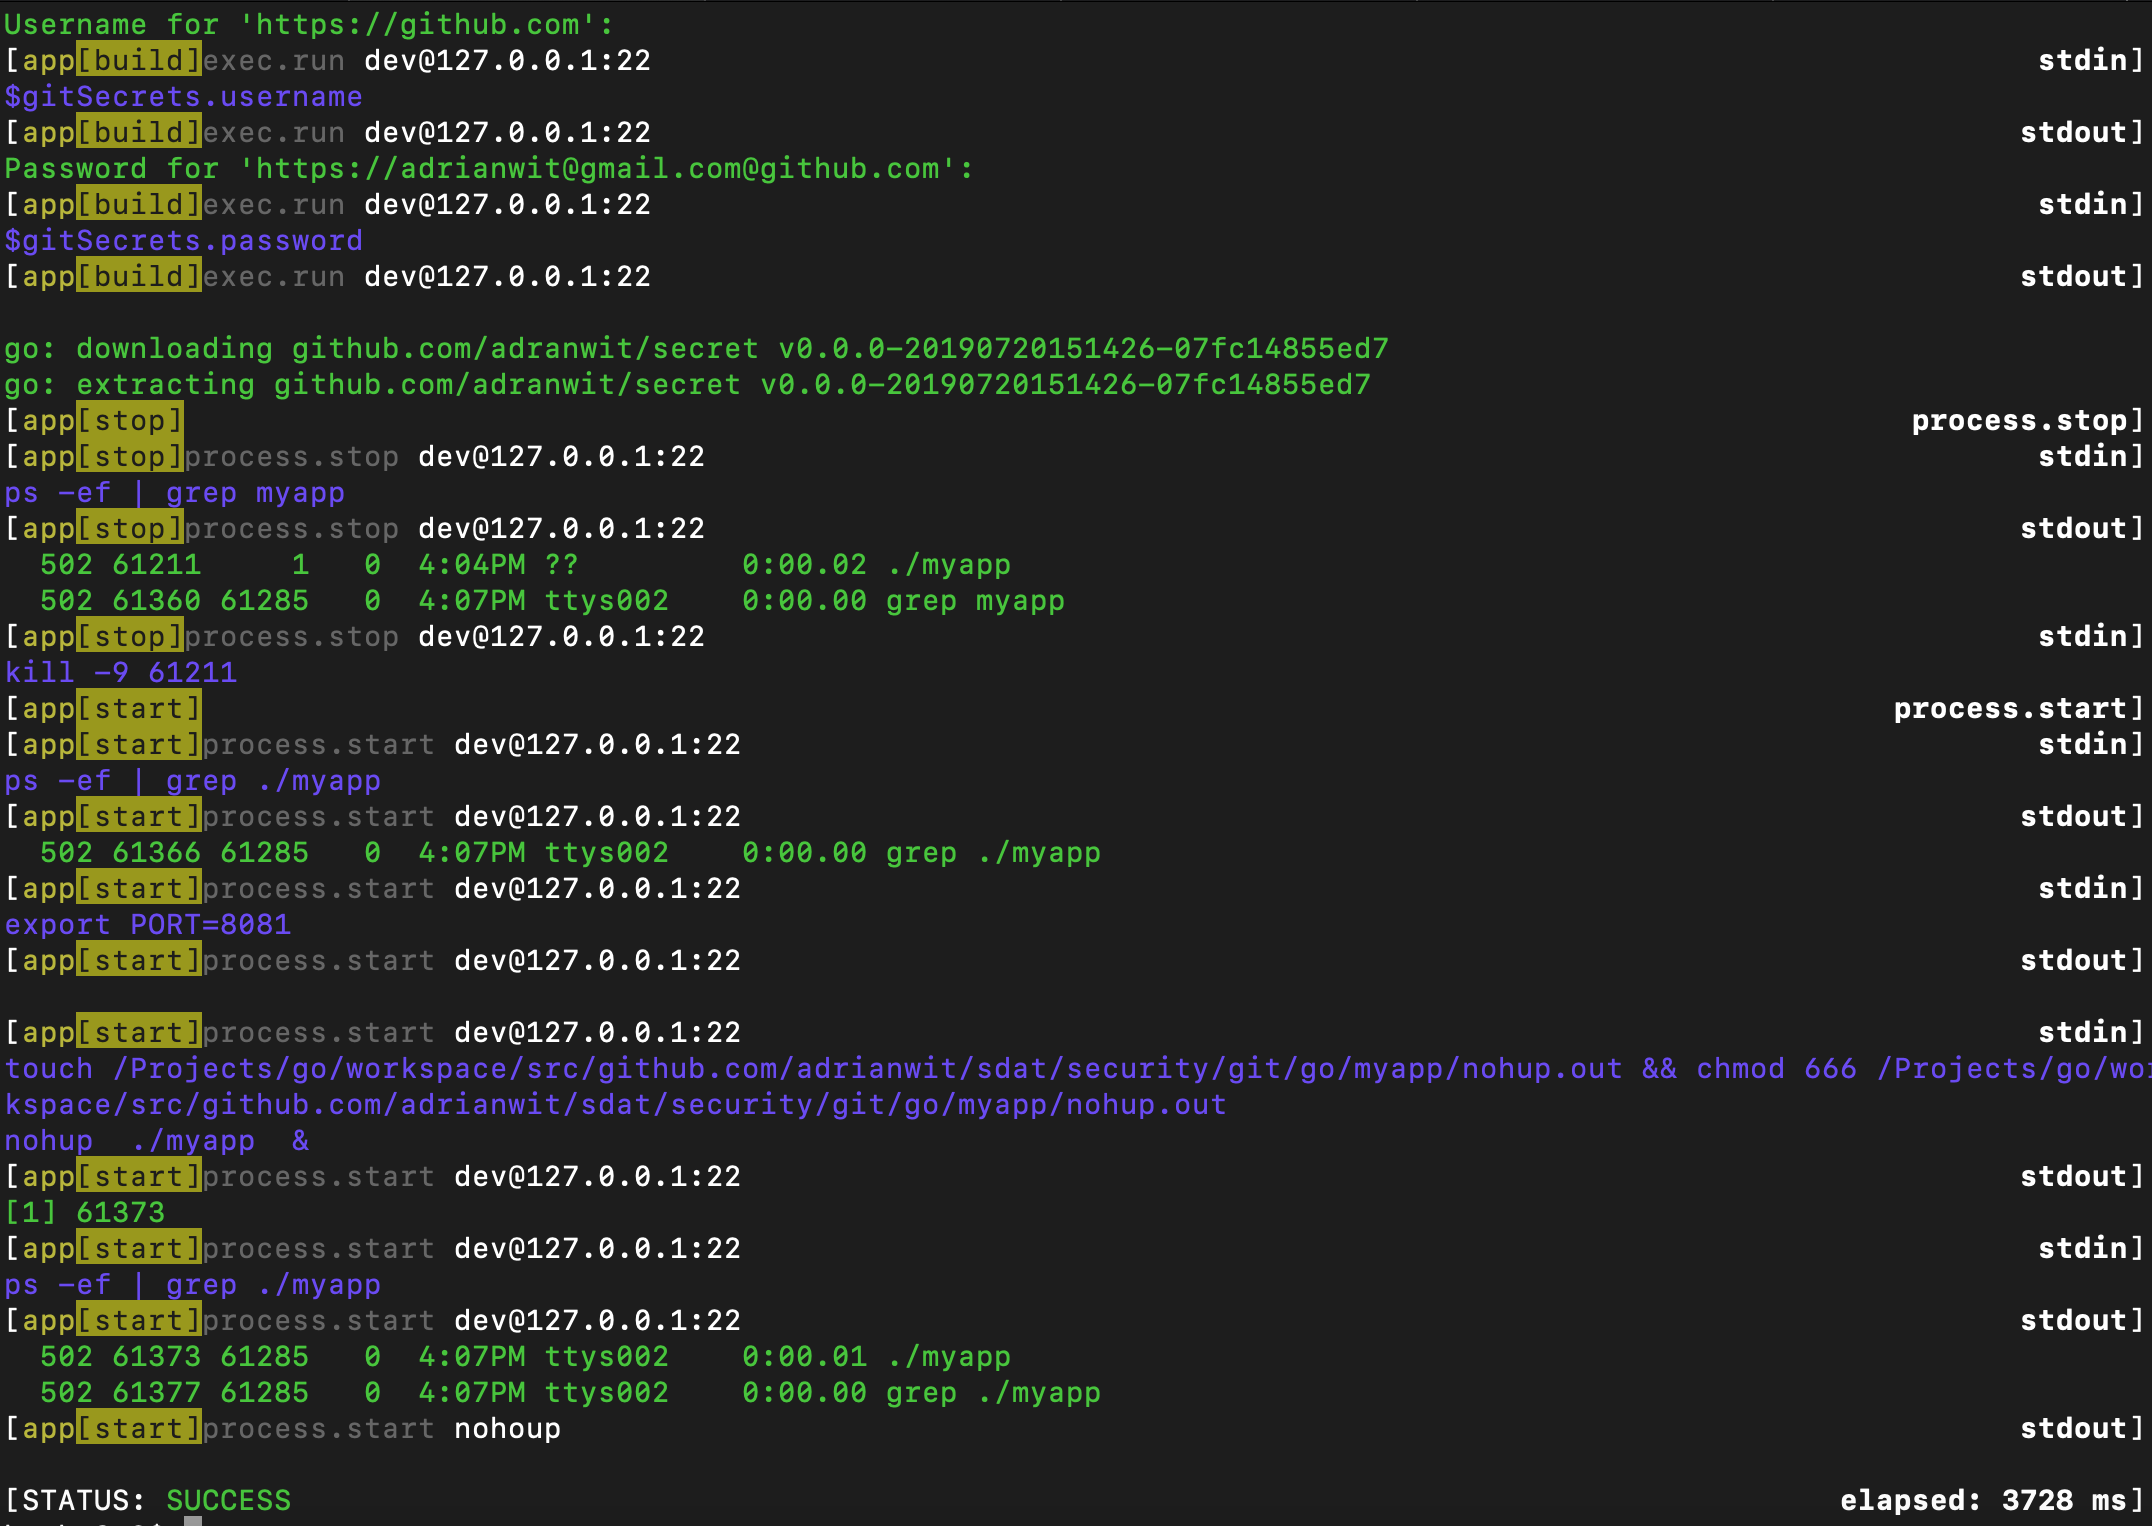 Username for 'https://github.com':
[app[build]exec.run dev@127.0.0.1:22 stdin]
$gitSecrets.username
[app[build]exec.run dev@127.0.0.1:22 stdout]
Password for 'https://adrianwit@gmail.com@github.com':
[app[build]exec.run dev@127.0.0.1:22 stdin]
$gitSecrets.password
[app[build]exec.run dev@127.0.0.1:22 stdout]
go: downloading github.com/adranwit/secret v0.0.0-20190720151426-07fc14855ed7
go: extracting github.com/adranwit/secret v0.0.0-20190720151426-07fc14855ed7
[app[stop] process.stop]
[app[stop]process.stop dev@127.0.0.1:22 stdin]
ps -ef | grep myapp
[app[stop]process.stop dev@127.0.0.1:22 stdout]
502 61211 1 0 4:04PM ?? 0:00.02 ./myapp
502 61360 61285 0 4:07PM ttys002 0:00.00 grep myapp
[app[stop]process.stop dev@127.0.0.1:22 stdin]
kill -9 61211
[app[start] process.start]
[app[start]process.start dev@127.0.0.1:22 stdin]
ps -ef | grep ./myapp
[app[start]process.start dev@127.0.0.1:22 stdout]
502 61366 61285 0 4:07PM ttys002 0:00.00 grep ./myapp
[app[start]process.start dev@127.0.0.1:22 stdin]
export PORT=8081
[app[start]process.start dev@127.0.0.1:22 stdout]
[app[start]process.start dev@127.0.0.1:22 stdin]
touch /Projects/go/workspace/src/github.com/adrianwit/sdat/security/git/go/myapp/nohup.out && chmod 666 /Projects/go/wor
kspace/src/github.com/adrianwit/sdat/security/git/go/myapp/nohup.out
nohup ./myapp &
[app[start]process.start dev@127.0.0.1:22 stdout]
[1] 61373
[app[start]process.start dev@127.0.0.1:22 stdin]
ps -ef | grep ./myapp
[app[start]process.start dev@127.0.0.1:22 stdout]
502 61373 61285 0 4:07PM ttys002 0:00.01 ./myapp
502 61377 61285 0 4:07PM ttys002 0:00.00 grep ./myapp
[app[start]process.start nohoup stdout]
[STATUS: SUCCESS elapsed: 3728 ms]